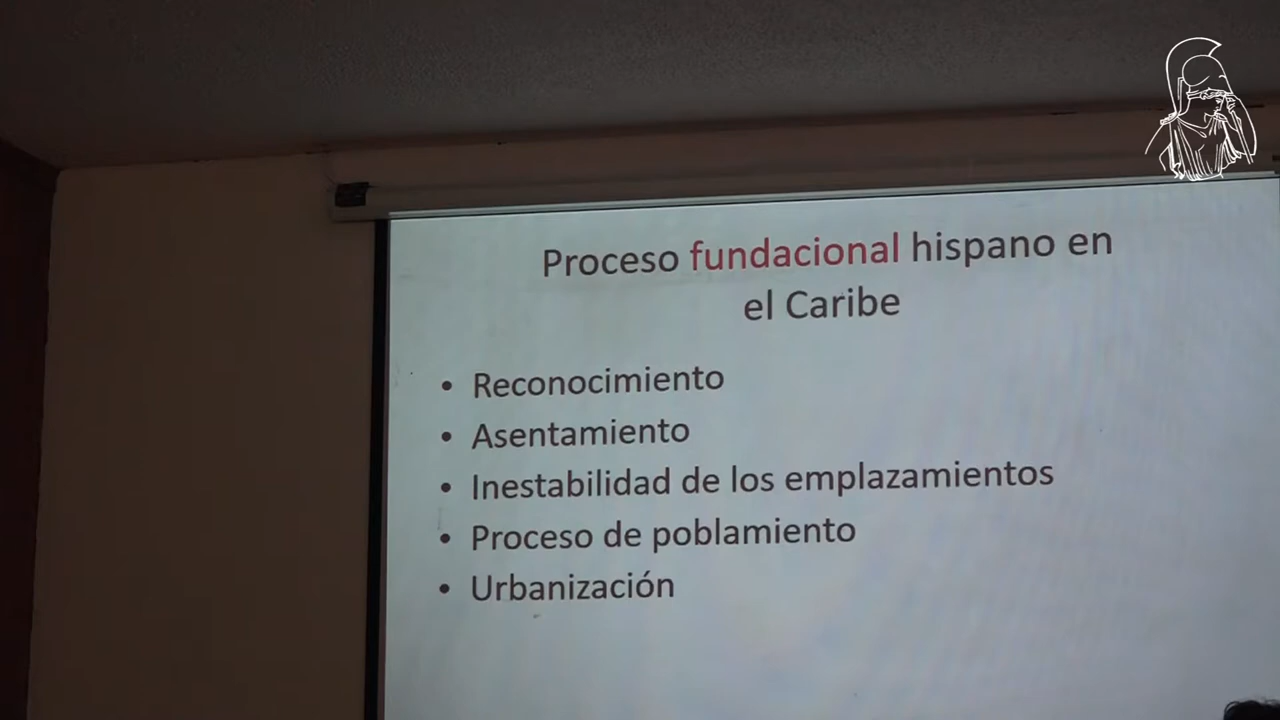 Proceso fundacional hispano en
el Caribe
• Reconocimiento
• Asentamiento
• Inestabilidad de los emplazamientos
• Proceso de poblamiento
• Urbanización